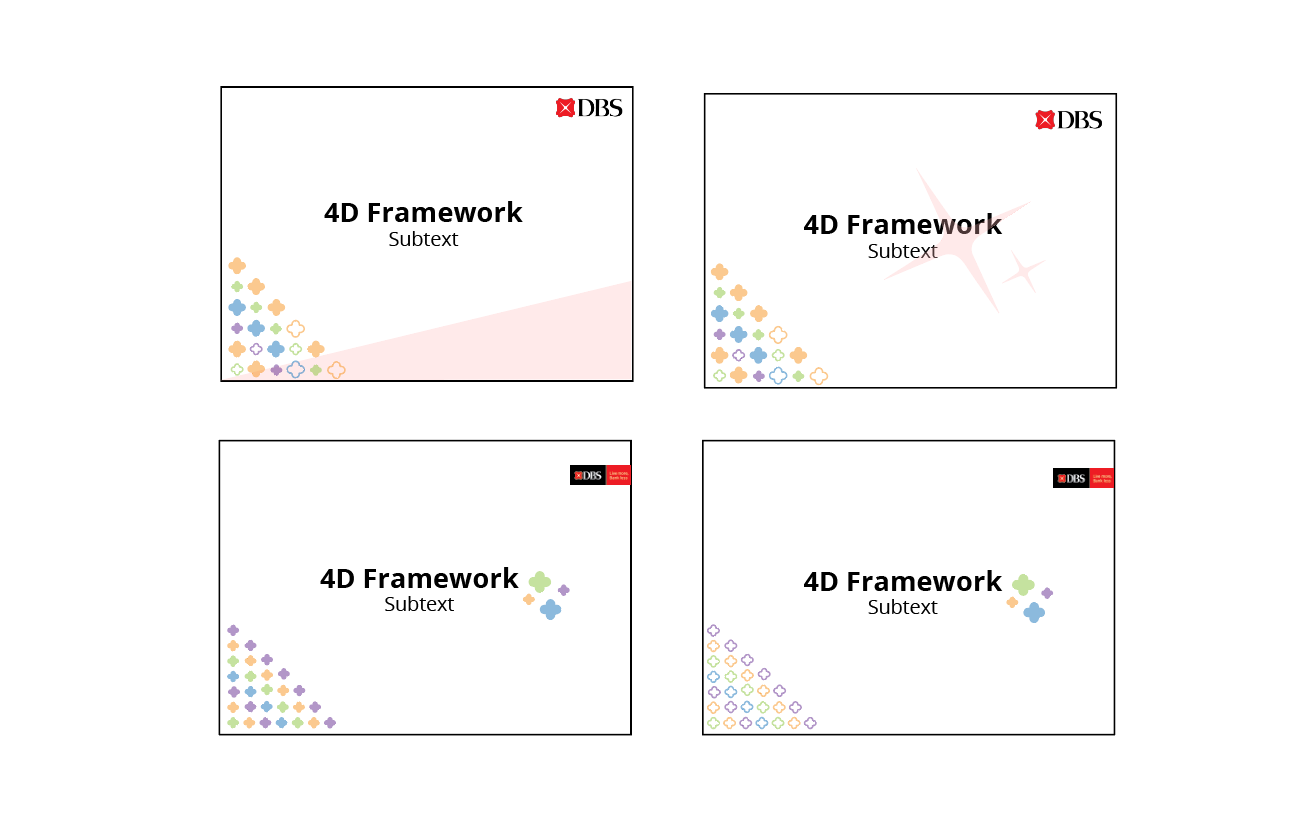 DBS
4D Framework
Subtext
DBS
4D Framework
Subtext
DBS
Live more,
Bank less
4D Framework
Subtext
DBS
Live more,
Bank less
4D Framework
Subtext